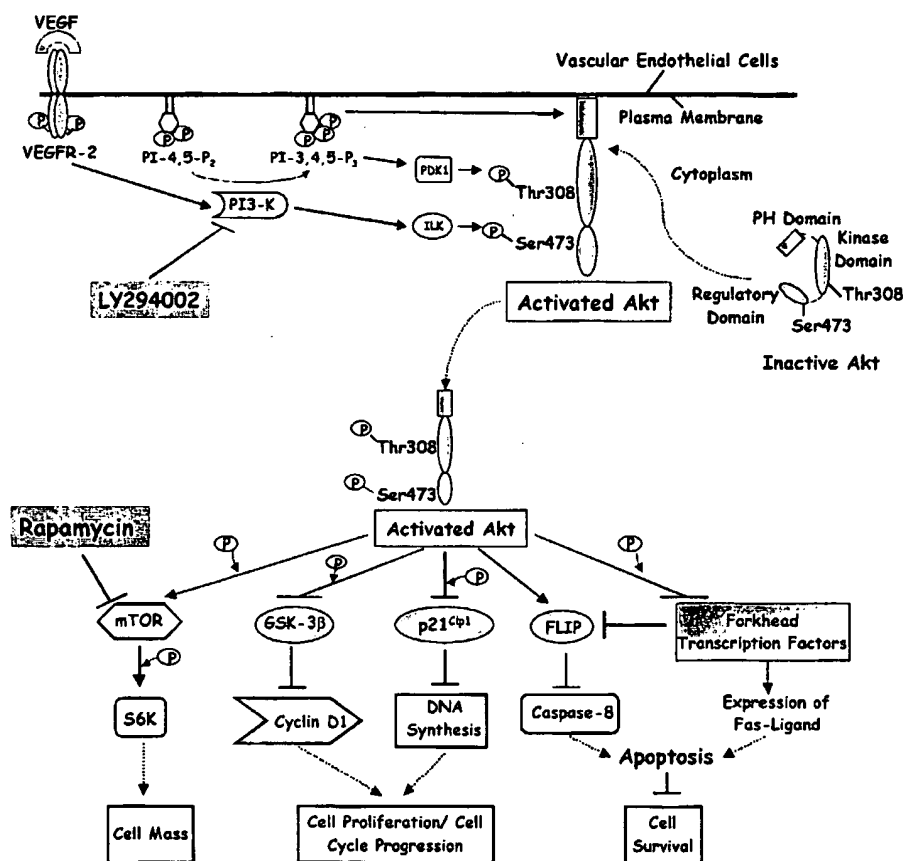 VEGF
Vascular Endothelial Cells
Plasma Membrane
P
P
P
P
P
P
P
VEGFR-2
PI-4,5-P2
PI-3,4,5-P3
PDK1
P
Thr308
Cytoplasm
PI3-K
ILK
P
Ser473
PH Domain
Kinase
Domain
Regulatory
Domain
Thr308
Ser473
LY294002
Activated Akt
Inactive Akt
P
Thr308
P
Ser473
Rapamycin
Activated Akt
P
P
P
P
mTOR
GSK-3β
p21Cip1
FLIP
Forkhead
Transcription Factors
P
S6K
Cyclin D1
DNA
Synthesis
Caspase-8
Expression of
Fas-Ligand
Apoptosis
Cell Mass
Cell Proliferation/ Cell
Cycle Progression
Cell
Survival